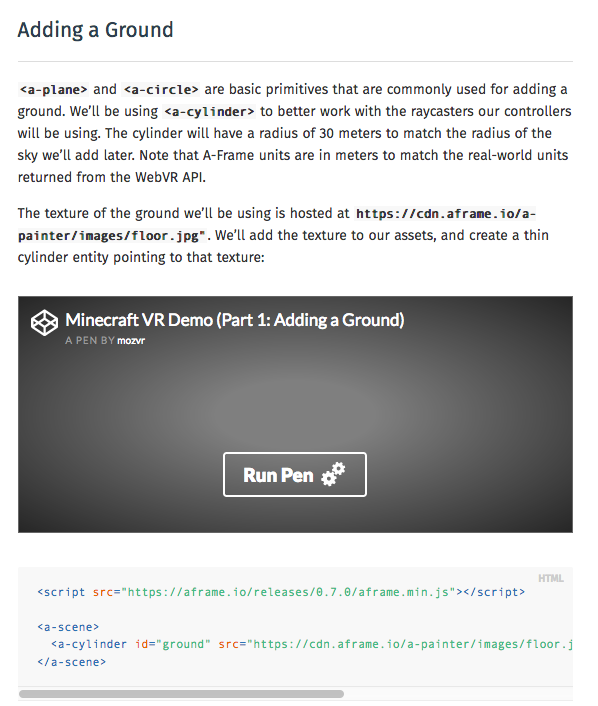 Adding a Ground
<a-plane> and <a-circle> are basic primitives that are commonly used for adding a
ground. We'll be using <a-cylinder> to better work with the raycasters our controllers
will be using. The cylinder will have a radius of 30 meters to match the radius of the
sky we'll add later. Note that A-Frame units are in meters to match the real-world units
returned from the WebVR API.
The texture of the ground we'll be using is hosted at https://cdn.aframe.io/a-
painter/images/floor.jpg". We'll add the texture to our assets, and create a thin
cylinder entity pointing to that texture:
Minecraft VR Demo (Part 1: Adding a Ground)
A PEN BY mozvr
Run Pen
HTML
<script src="https://aframe.io/releases/0.7.0/aframe.min.js"></script>
<a-scene>
<a-cylinder id="ground" src="https://cdn.aframe.io/a-painter/images/floor.j
</a-scene>